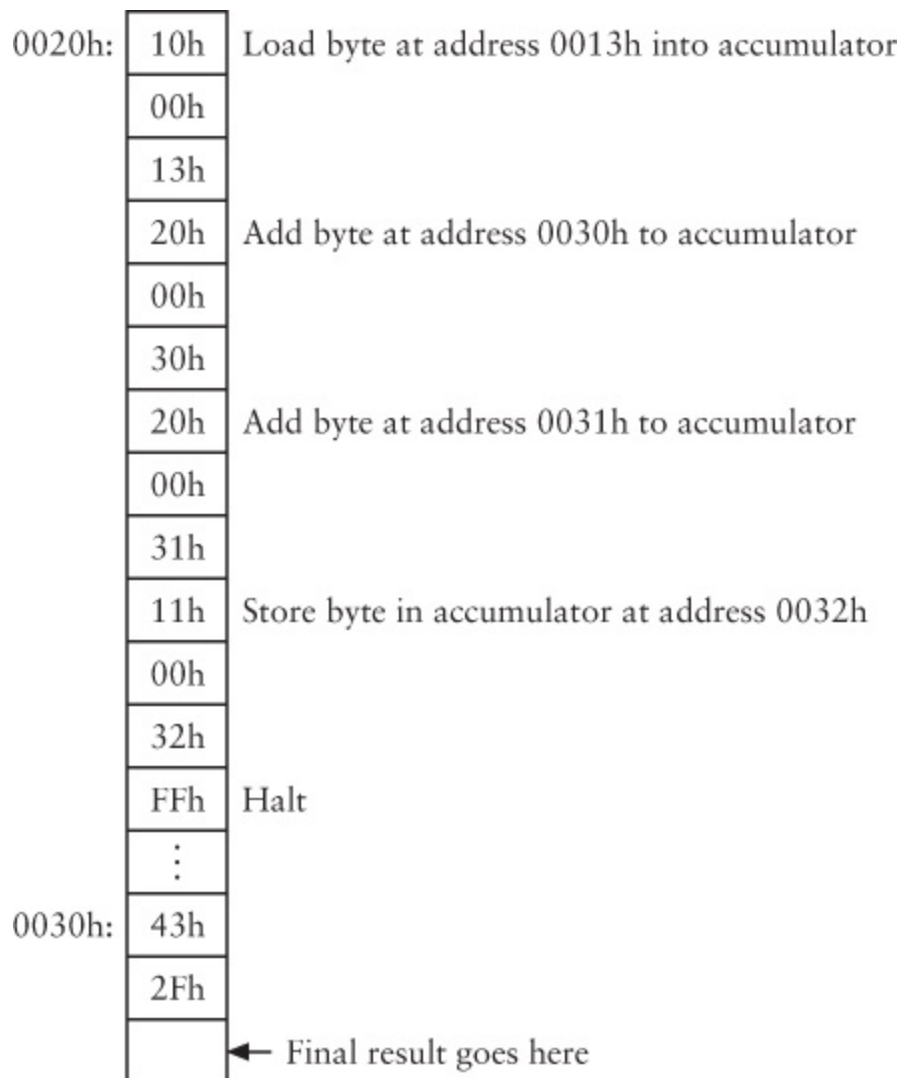 0020h: 10h Load byte at address 0013h into accumulator
00h
13h
20h Add byte at address 0030h to accumulator
00h
30h
20h Add byte at address 0031h to accumulator
00h
31h
11h Store byte in accumulator at address 0032h
00h
32h
FFh Halt
⋮
0030h: 43h
2Fh
Final result goes here